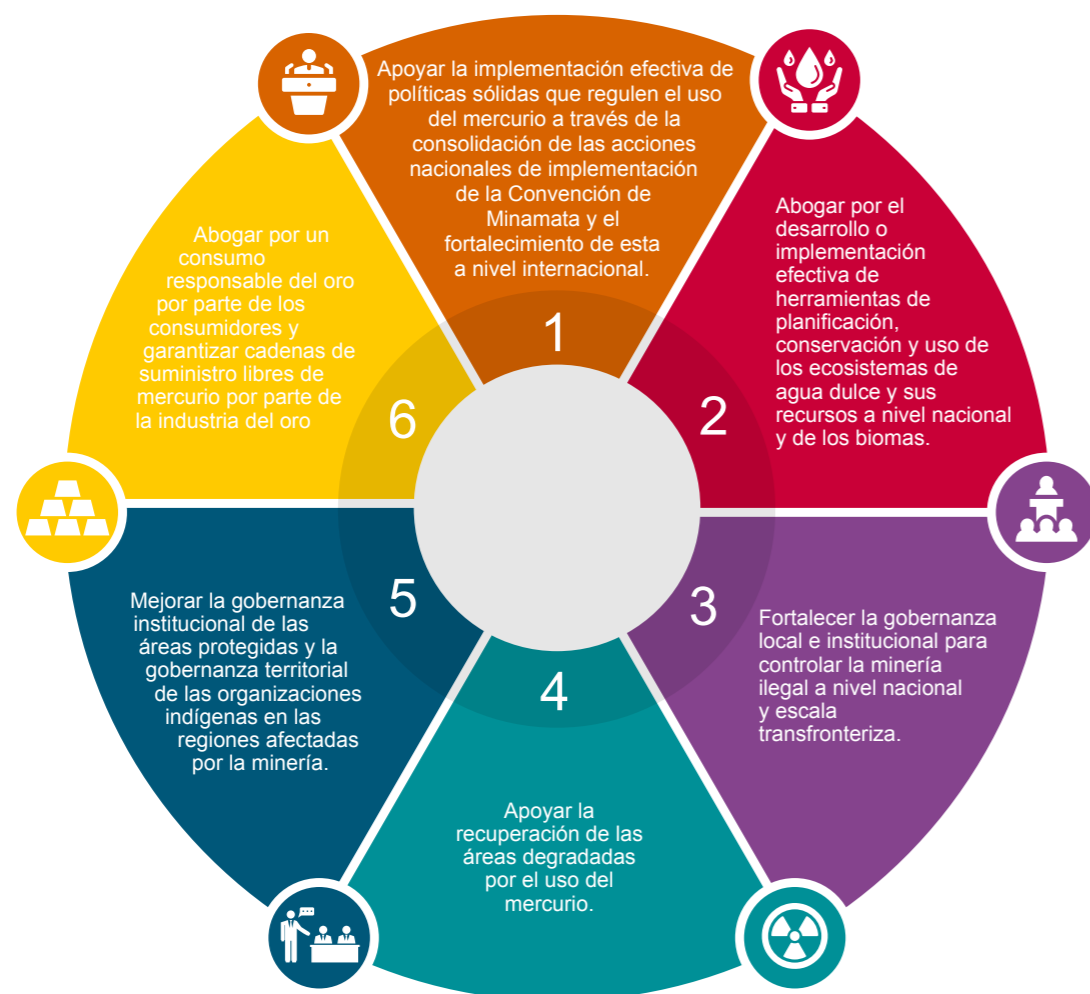 Apoyar la implementación efectiva de
políticas sólidas que regulen el uso
del mercurio a través de la
consolidación de las acciones
nacionales de implementación
de la Convención de
Minamata y el
fortalecimiento de esta
a nivel internacional.
1
Abogar por el
desarrollo o
implementación
efectiva de
herramientas de
planificación,
conservación y uso de
los ecosistemas de
agua dulce y sus
recursos a nivel nacional
y de los biomas.
2
Fortalecer la gobernanza
local e institucional para
controlar la minería
ilegal a nivel nacional
y escala
transfronteriza.
3
4
Apoyar la
recuperación de las
áreas degradadas
por el uso del
mercurio.
5
Mejorar la gobernanza
institucional de las
áreas protegidas y la
gobernanza territorial
de las organizaciones
indígenas en las
regiones afectadas
por la minería.
6
Abogar por un
consumo
responsable del oro
por parte de los
consumidores y
garantizar cadenas de
suministro libres de
mercurio por parte de
la industria del oro